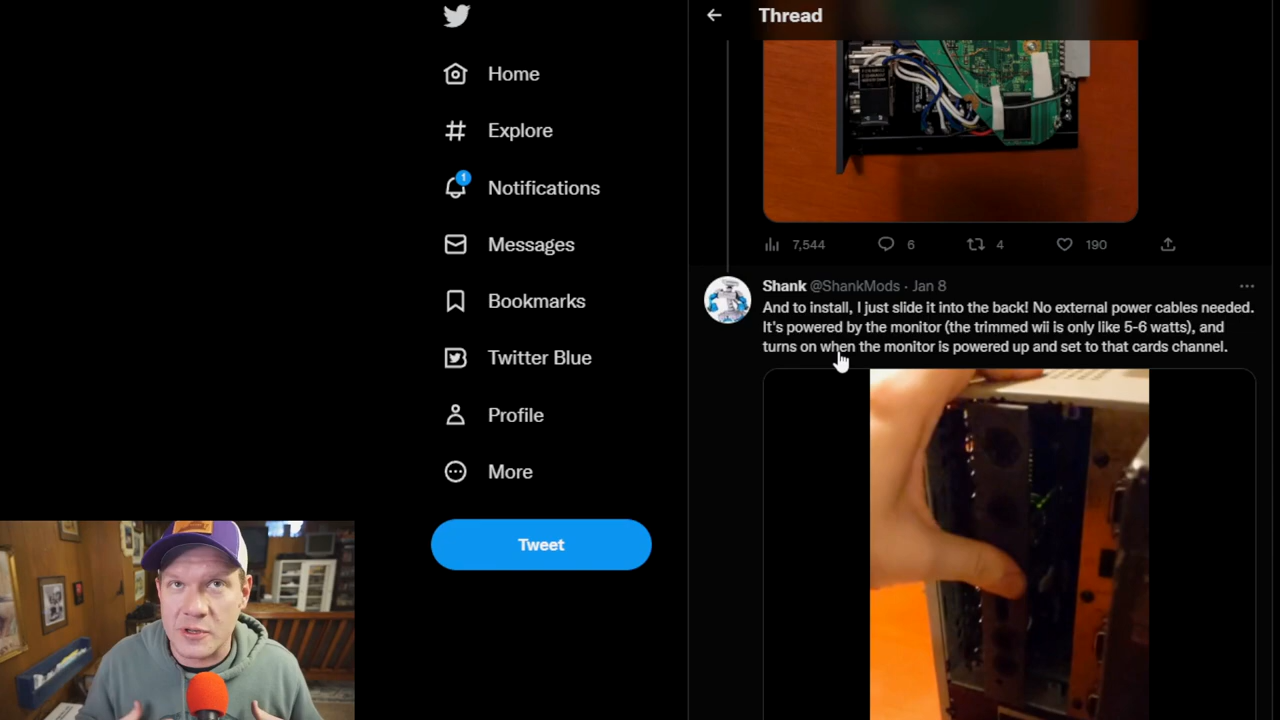 Thread
Home
Explore
1
Notifications
Messages
Bookmarks
Twitter Blue
Profile
More
Tweet
7,544 6 4 190
Shank @ShankMods · Jan 8
And to install, I just slide it into the back! No external power cables needed.
It's powered by the monitor (the trimmed wii is only like 5-6 watts), and
turns on when the monitor is powered up and set to that cards channel.